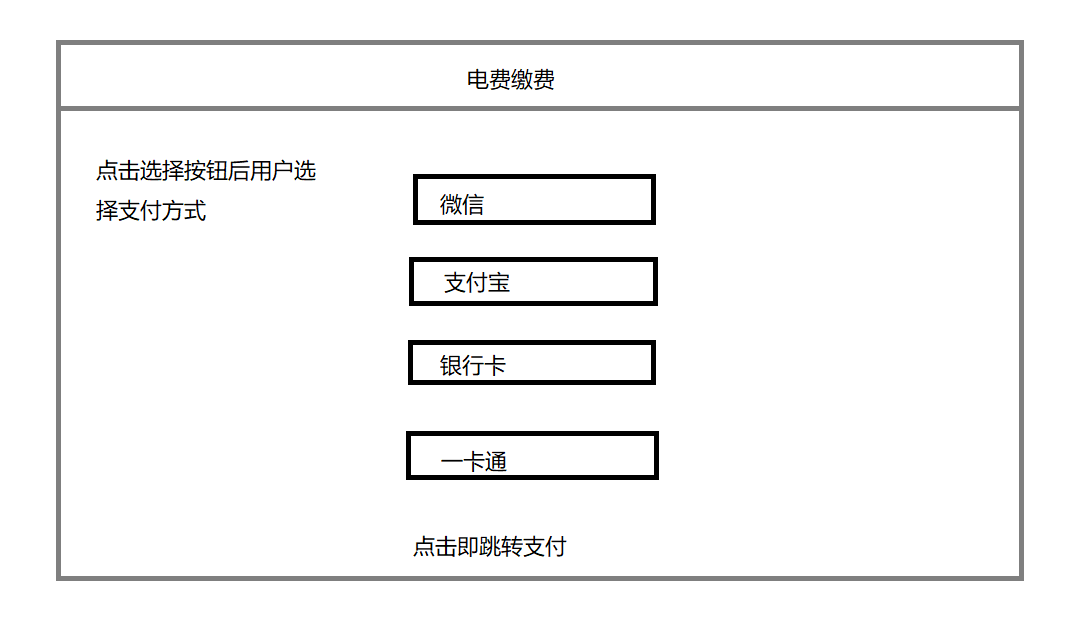 电费缴费
点击选择按钮后用户选
择支付方式
微信
支付宝
银行卡
一卡通
点击即跳转支付